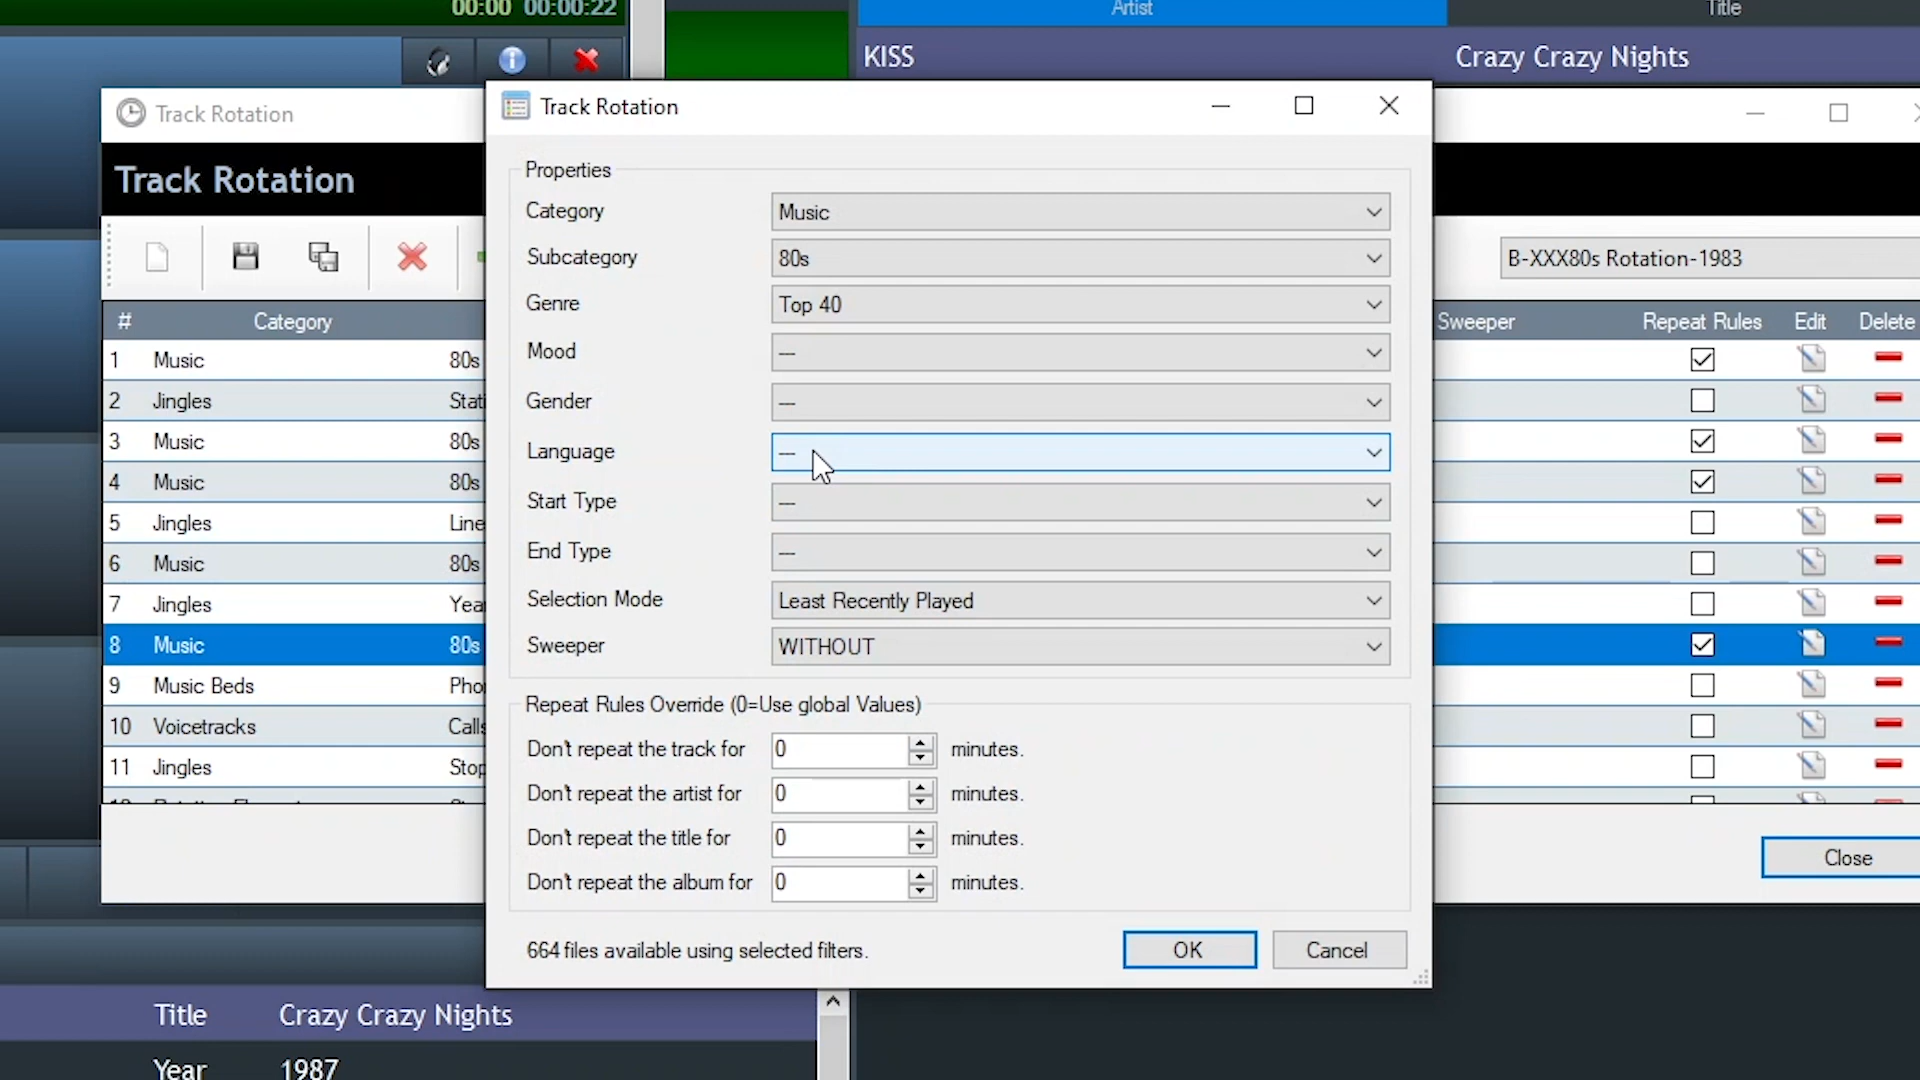 00:00 00:00:22
Artist Title
KISS Crazy Crazy Nights
Track Rotation
Track Rotation
B-XXX80s Rotation-1983
# Category Sweeper Repeat Rules Edit Delete
1 Music 80s
2 Jingles Stati
3 Music 80s
4 Music 80s
5 Jingles Line
6 Music 80s
7 Jingles Yea
8 Music 80s
9 Music Beds Pho
10 Voicetracks Calls
11 Jingles Stop
Close
Track Rotation
Properties
Category Music
Subcategory 80s
Genre Top 40
Mood ---
Gender ---
Language ---
Start Type ---
End Type ---
Selection Mode Least Recently Played
Sweeper WITHOUT
Repeat Rules Override (0=Use global Values)
Don't repeat the track for 0 minutes.
Don't repeat the artist for 0 minutes.
Don't repeat the title for 0 minutes.
Don't repeat the album for 0 minutes.
664 files available using selected filters.
OK Cancel
Title Crazy Crazy Nights
Year 1987